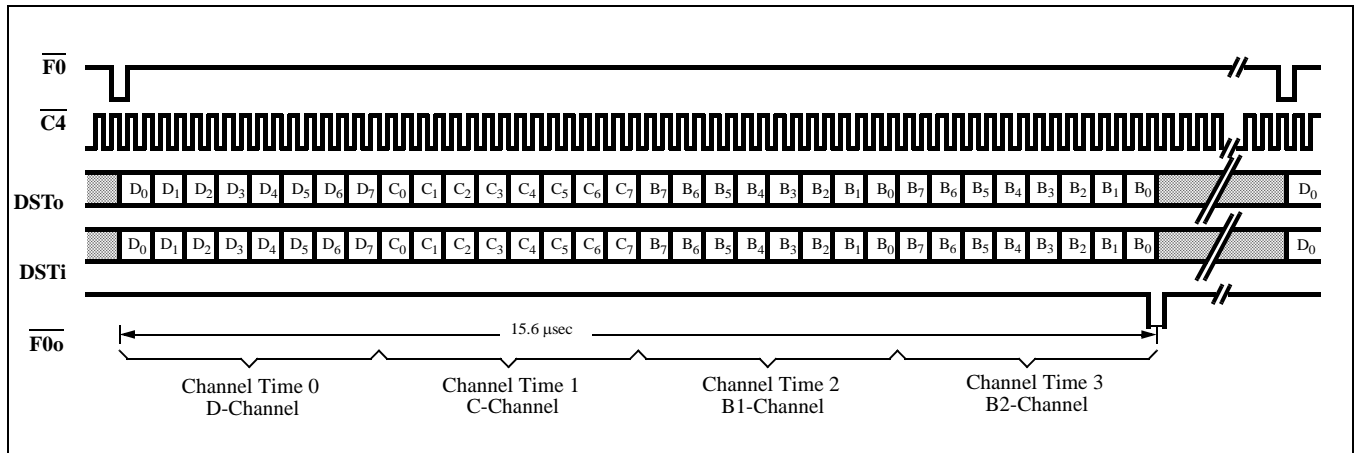 F0
C4
DSTo D0 D1 D2 D3 D4 D5 D6 D7 C0 C1 C2 C3 C4 C5 C6 C7 B7 B6 B5 B4 B3 B2 B1 B0 B7 B6 B5 B4 B3 B2 B1 B0 D0
DSTi D0 D1 D2 D3 D4 D5 D6 D7 C0 C1 C2 C3 C4 C5 C6 C7 B7 B6 B5 B4 B3 B2 B1 B0 B7 B6 B5 B4 B3 B2 B1 B0 D0
F0o
15.6 µsec
Channel Time 0
D-Channel
Channel Time 1
C-Channel
Channel Time 2
B1-Channel
Channel Time 3
B2-Channel